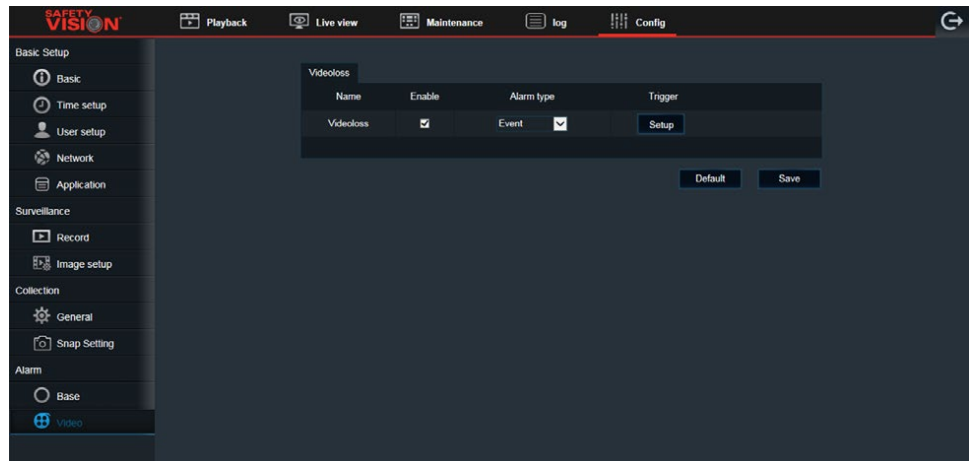 SAFETY VISION
Playback
Live view
Maintenance
log
Config
Basic Setup
Basic
Time setup
User setup
Network
Application
Surveillance
Record
Image setup
Collection
General
Snap Setting
Alarm
Base
Video
Videoloss
Name Enable Alarm type Trigger
Videoloss Event Setup
Default Save